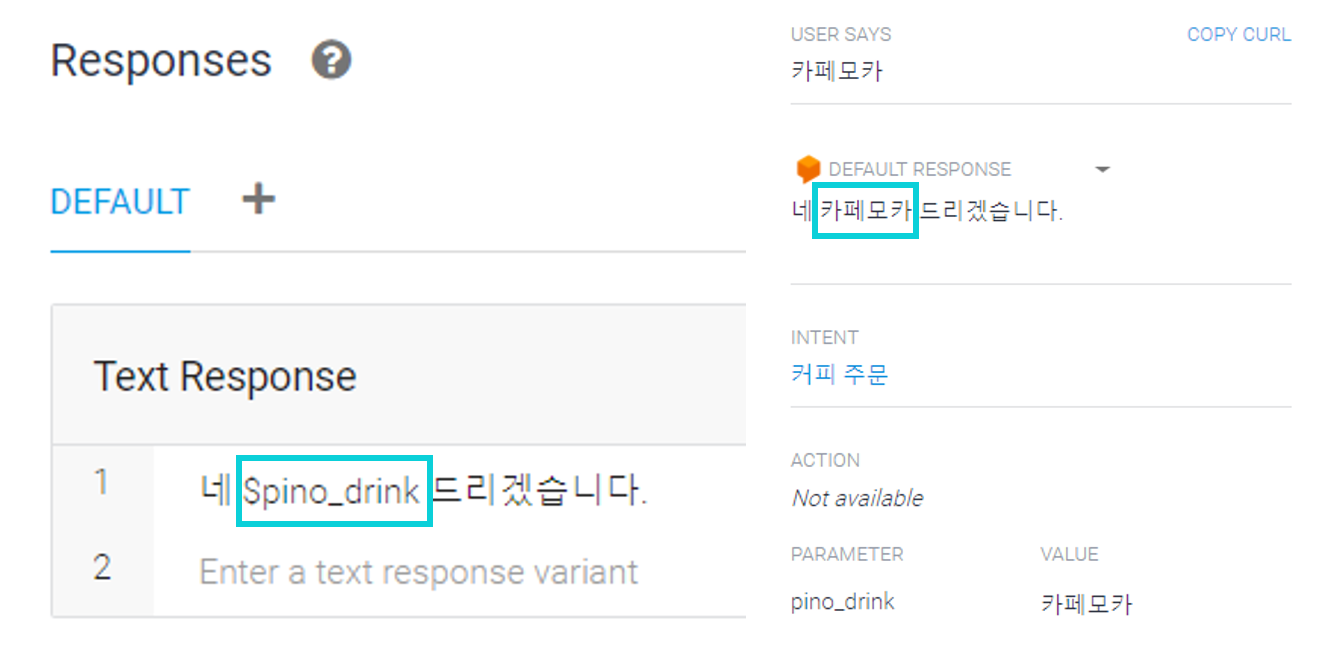 Responses ?
DEFAULT +
Text Response
1 네 $pino_drink 드리겠습니다.
2 Enter a text response variant
USER SAYS COPY CURL
카페모카
DEFAULT RESPONSE
네 카페모카 드리겠습니다.
INTENT
커피 주문
ACTION
Not available
PARAMETER VALUE
pino_drink 카페모카